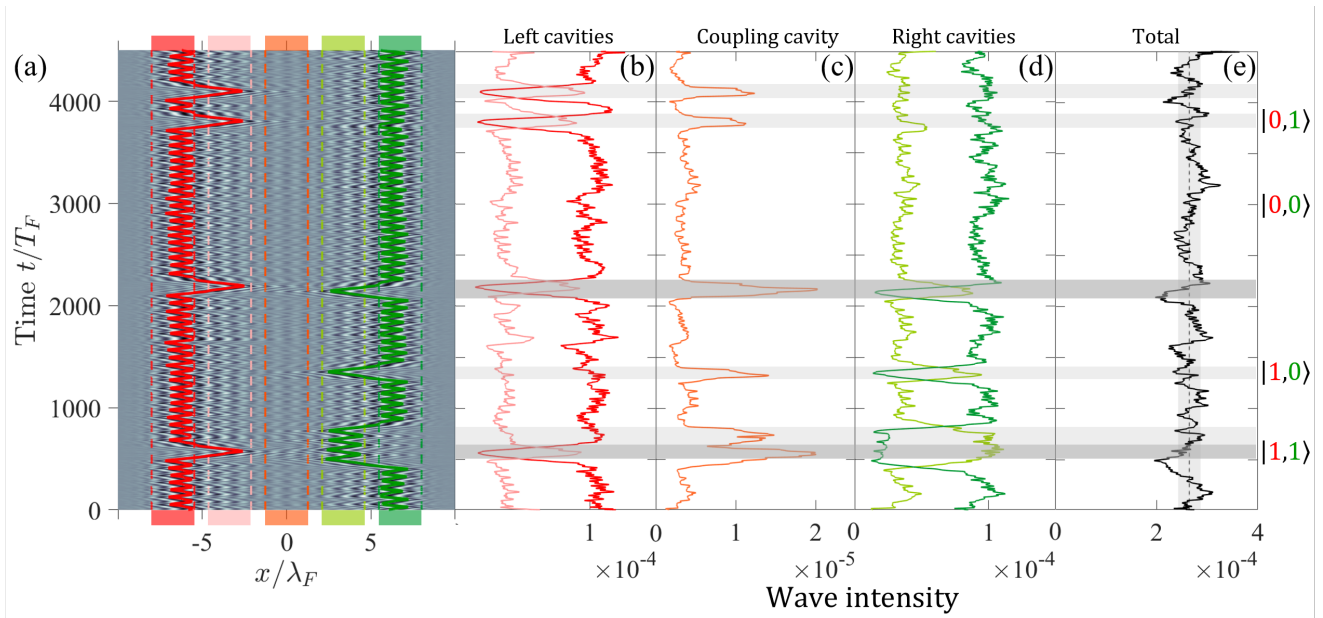 Left cavities Coupling cavity Right cavities Total
(a) (b) (c) (d) (e)
4000
3000
2000
1000
0
Time t/T_F
|0,1⟩
|0,0⟩
|1,0⟩
|1,1⟩
-5 0 5
x/λ_F
1 0 1 2 1 0 2 4
×10-4 ×10-5 ×10-4 ×10-4
Wave intensity